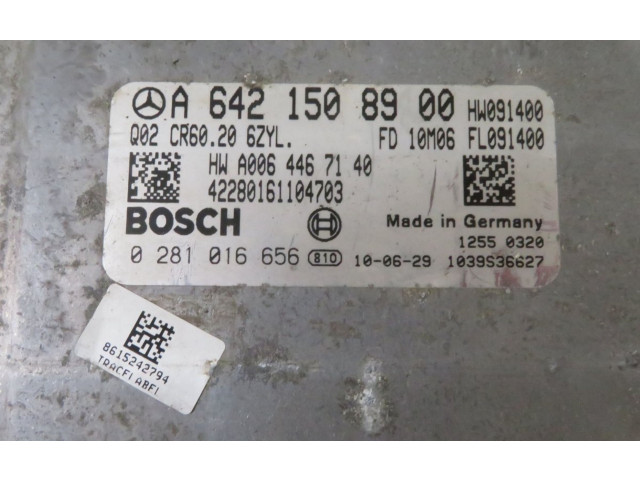 A 642 150 89 00 HW091400
Q02 CR60.20 6ZYL. FD 10M06 FL091400
HW A006 446 71 40
42280161104703
BOSCH
Made in Germany
1255 0320
0 281 016 656 810 10-06-29 1039S36627
8615242794
TRACELABEL